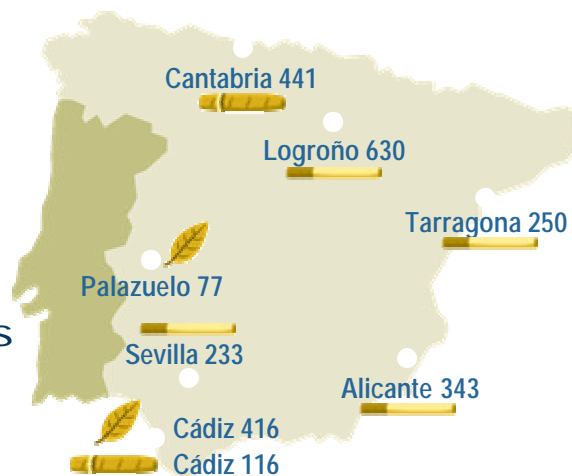 Cantabria 441
Logroño 630
Tarragona 250
Palazuelo 77
s
Sevilla 233
Alicante 343
Cádiz 416
Cádiz 116